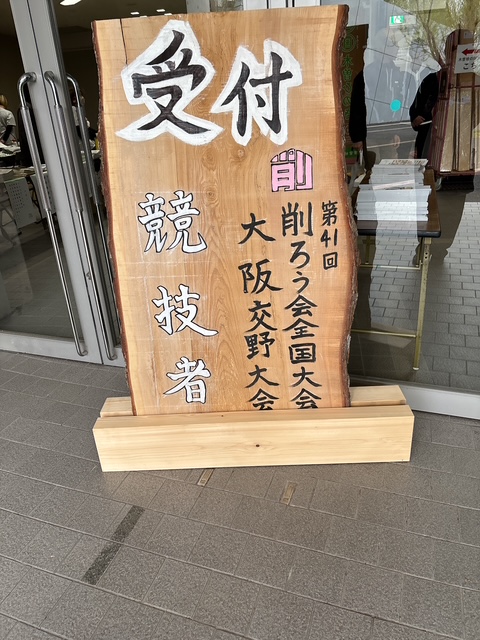 受付
削
第41回
削ろう会全国大会
大阪交野大会
競技者